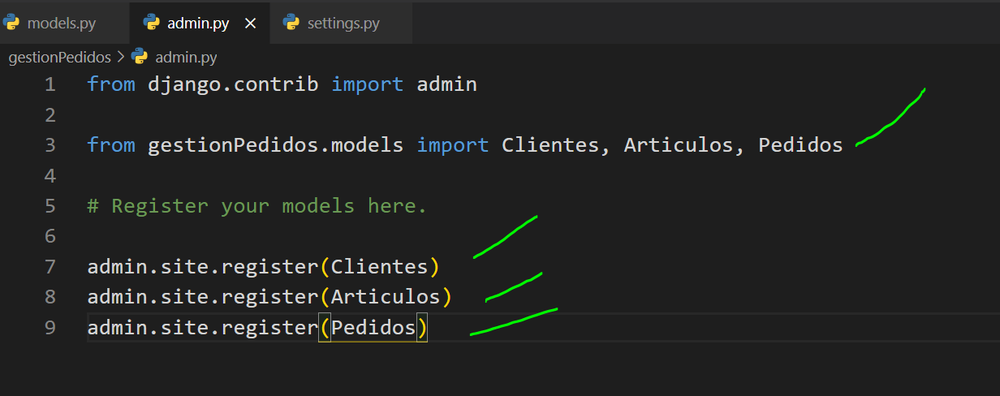 models.py admin.py settings.py
gestionPedidos > admin.py
1 from django.contrib import admin
2
3 from gestionPedidos.models import Clientes, Articulos, Pedidos
4
5 # Register your models here.
6
7 admin.site.register(Clientes)
8 admin.site.register(Articulos)
9 admin.site.register(Pedidos)